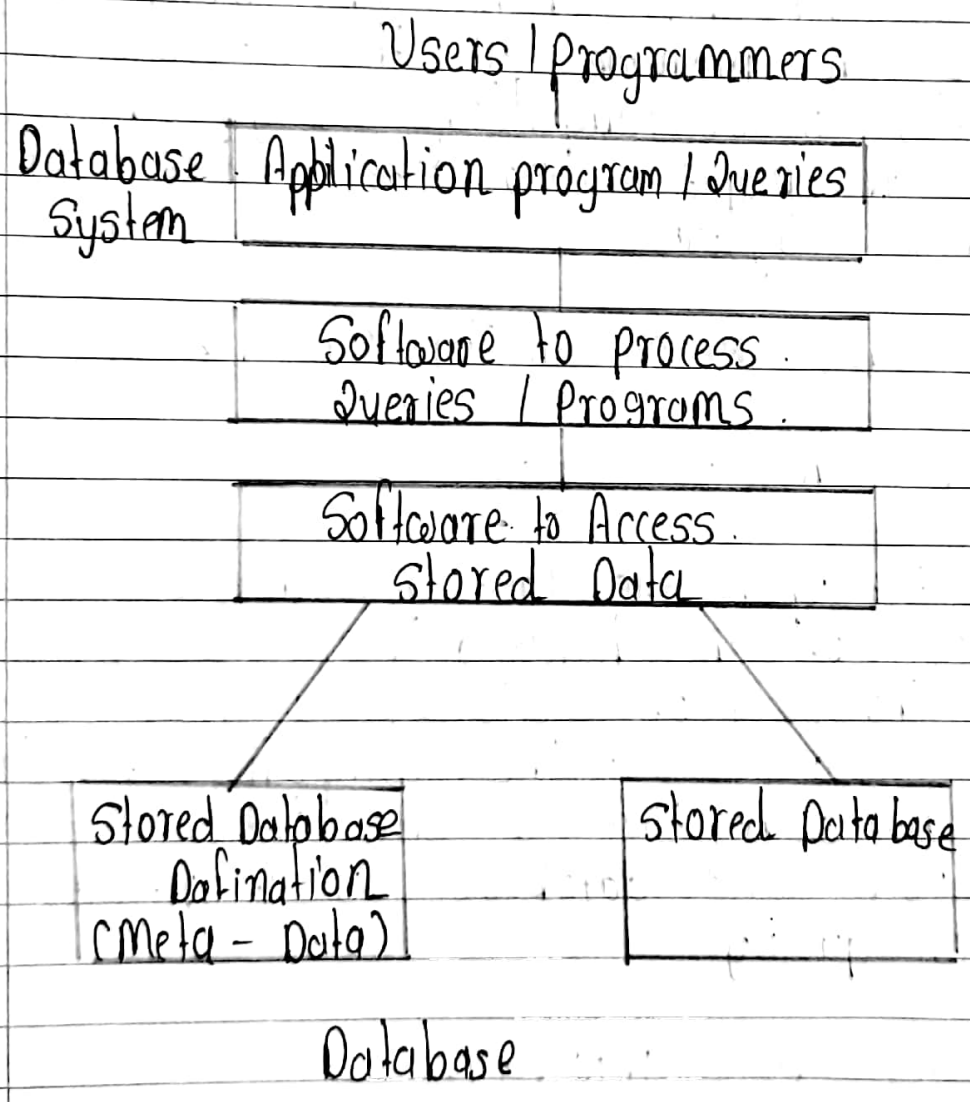 Users / Programmers
Database
System
Application program / Queries
Software to process
Queries / Programs.
Software to Access
Stored Data
Stored Database
Dafination
(Meta - Data)
Stored Database
Database